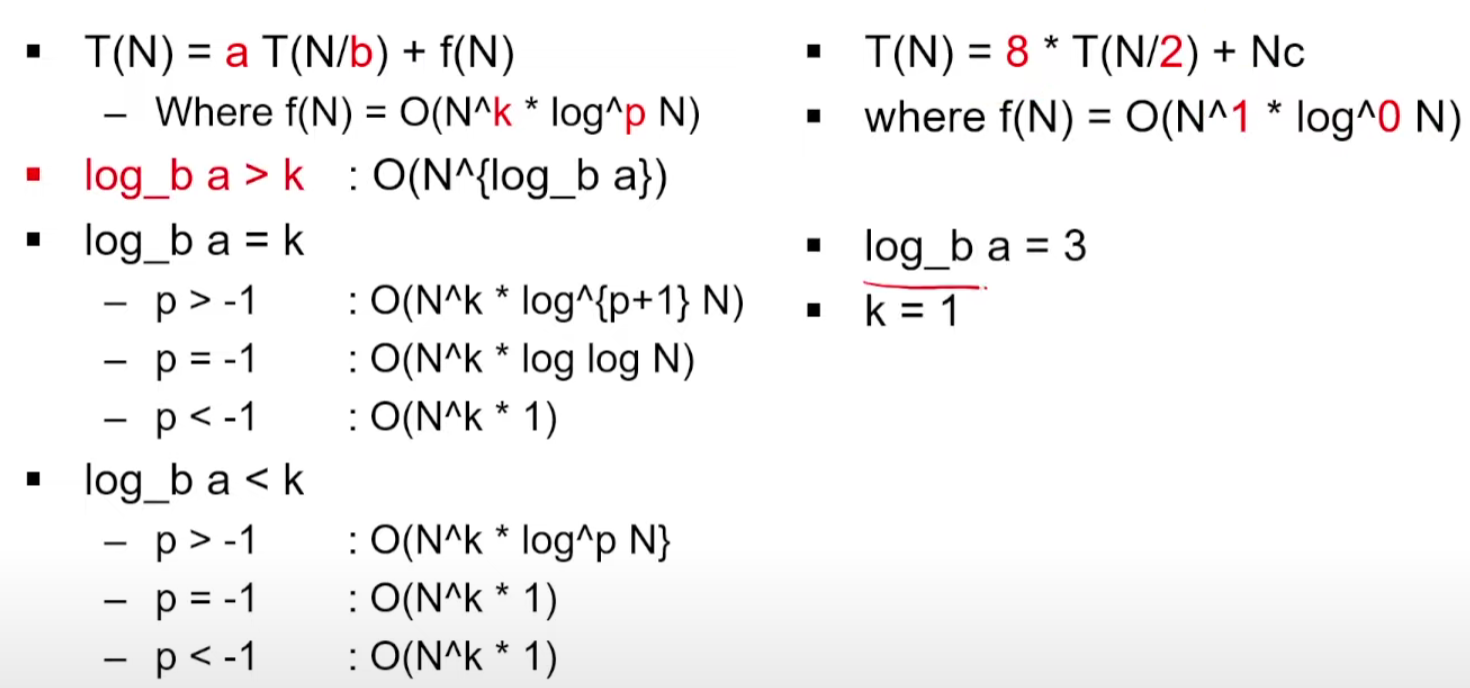 ▪ T(N) = a T(N/b) + f(N)
– Where f(N) = O(N^k * log^p N)
▪ log_b a > k : O(N^{log_b a})
▪ log_b a = k
– p > -1 : O(N^k * log^{p+1} N)
– p = -1 : O(N^k * log log N)
– p < -1 : O(N^k * 1)
▪ log_b a < k
– p > -1 : O(N^k * log^p N}
– p = -1 : O(N^k * 1)
– p < -1 : O(N^k * 1)
▪ T(N) = 8 * T(N/2) + Nc
▪ where f(N) = O(N^1 * log^0 N)
▪ log_b a = 3
▪ k = 1